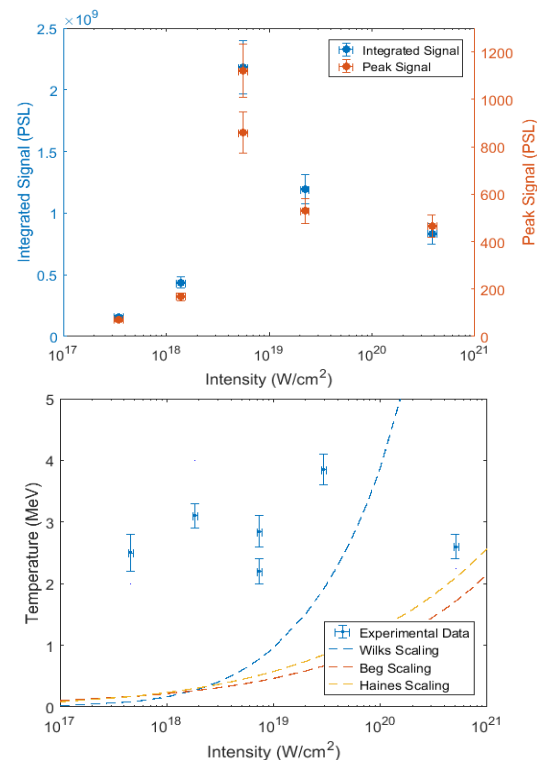 × 10⁹
2.5
2
1.5
1
0.5
0
Integrated Signal (PSL)
Integrated Signal
Peak Signal
1200
1000
800
600
400
200
0
Peak Signal (PSL)
10¹⁷ 10¹⁸ 10¹⁹ 10²⁰ 10²¹
Intensity (W/cm²)
5
4
3
2
1
0
Temperature (MeV)
Experimental Data
Wilks Scaling
Beg Scaling
Haines Scaling
10¹⁷ 10¹⁸ 10¹⁹ 10²⁰ 10²¹
Intensity (W/cm²)